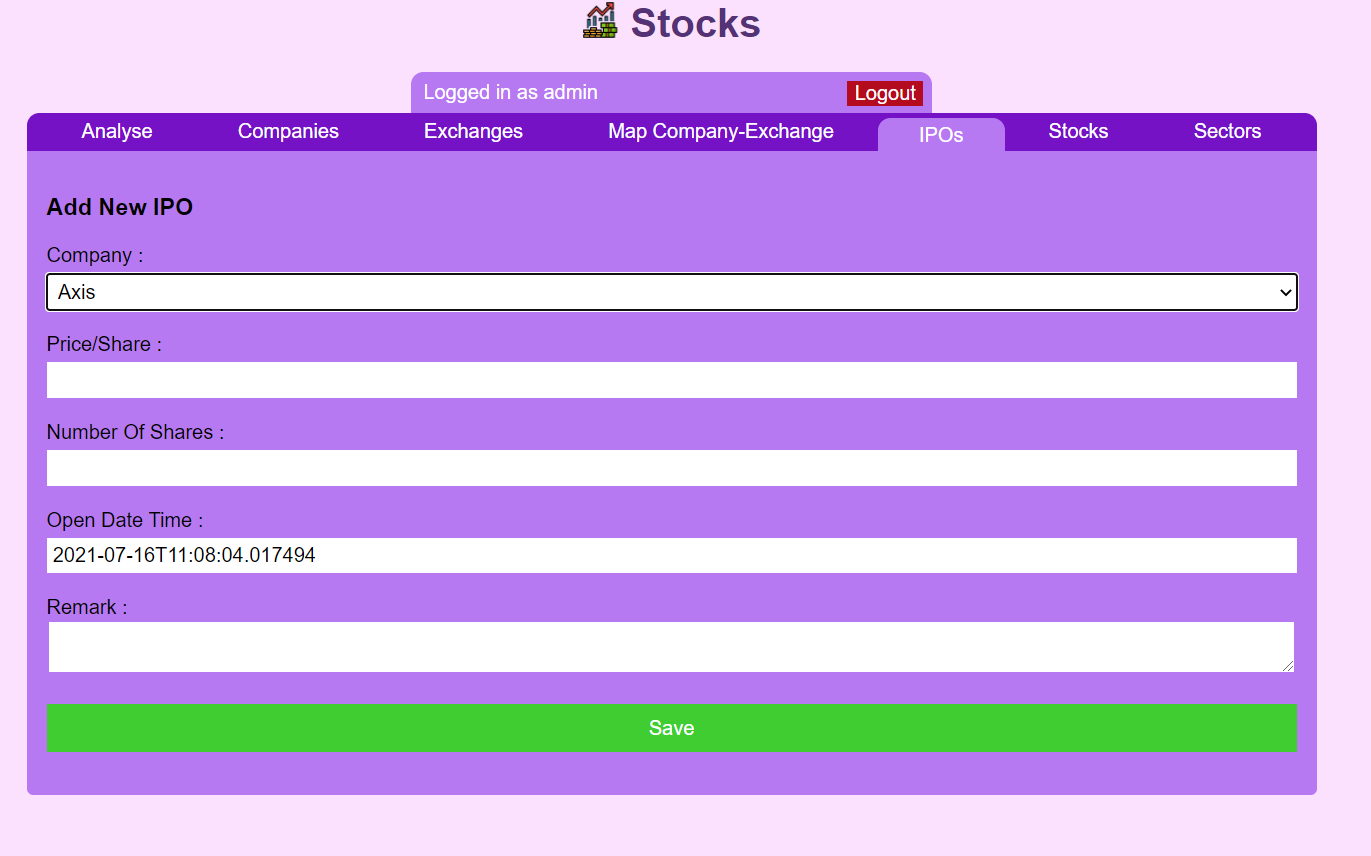 Stocks
Logged in as admin Logout
Analyse Companies Exchanges Map Company-Exchange IPOs Stocks Sectors
Add New IPO
Company :
Axis
Price/Share :
Number Of Shares :
Open Date Time :
2021-07-16T11:08:04.017494
Remark :
Save